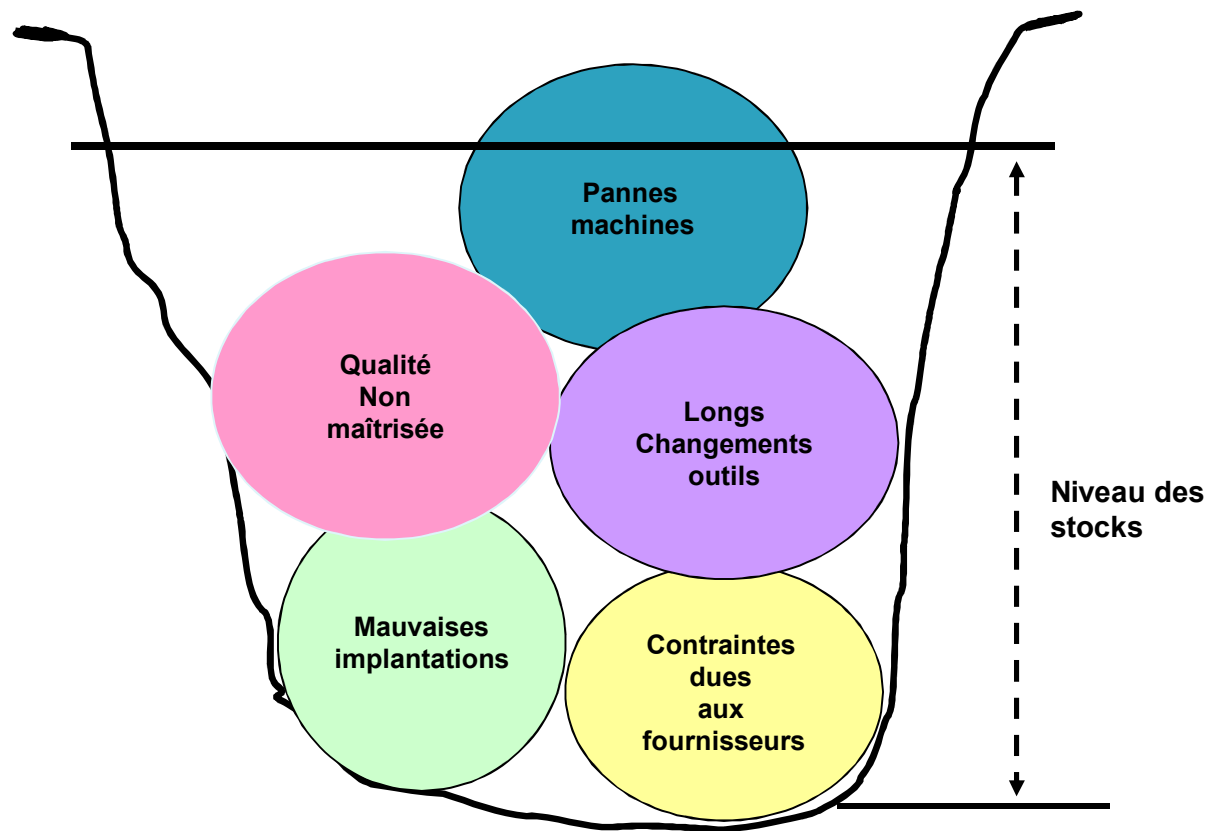 Pannes
machines
Qualité
Non
maîtrisée
Longs
Changements
outils
Niveau des
stocks
Mauvaises
implantations
Contraintes
dues
aux
fournisseurs